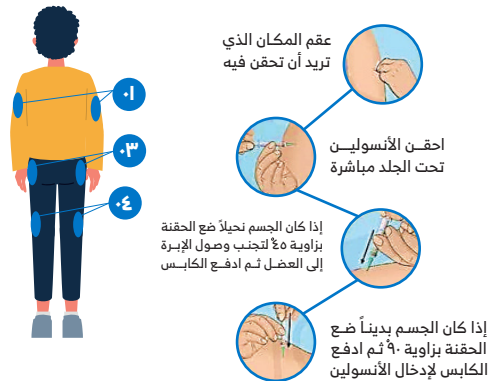 عقم المكان الذي
تريد أن تحقن فيه
احقن الأنسولين
تحت الجلد مباشرة
إذا كان الجسم نحيلاً ضع الحقنة
بزاوية ٤٥ْ لتجنب وصول الإبرة
إلى العضل ثم ادفع الكابس
إذا كان الجسم بديناً ضع
الحقنة بزاوية ٩٠ْ ثم ادفع
الكابس لإدخال الأنسولين
٠١
٠٣
٠٤